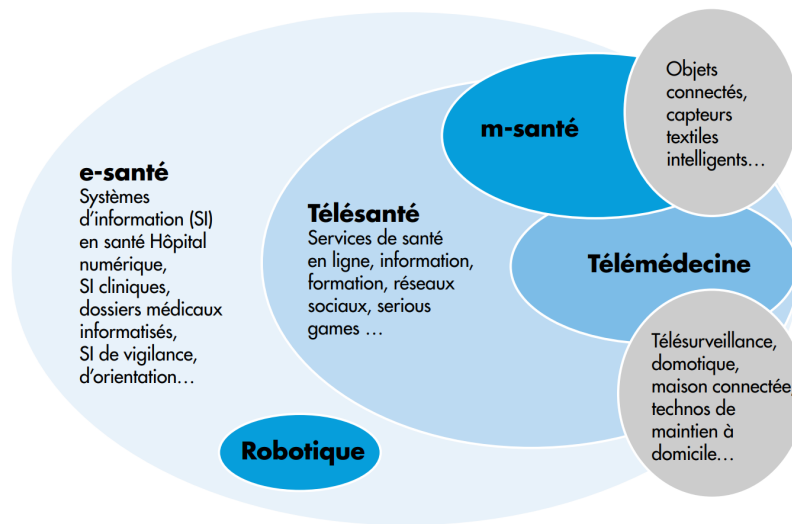 e-santé
Systèmes
d'information (SI)
en santé Hôpital
numérique,
SI cliniques,
dossiers médicaux
informatisés,
SI de vigilance,
d'orientation…
Télésanté
Services de santé
en ligne, information,
formation, réseaux
sociaux, serious
games …
m-santé
Objets
connectés,
capteurs
textiles
intelligents…
Télémédecine
Télésurveillance,
domotique,
maison connectée,
technos de
maintien à
domicile…
Robotique